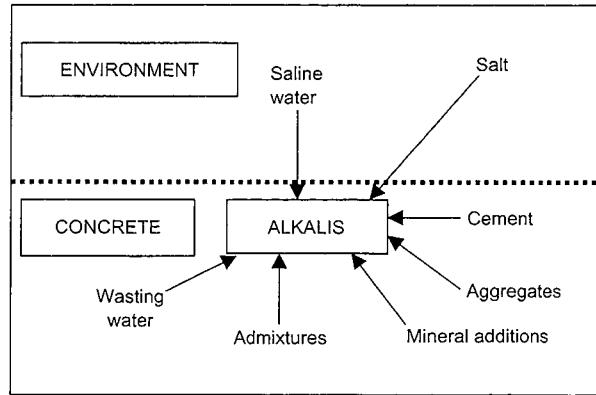 ENVIRONMENT
Saline
water
Salt
CONCRETE
ALKALIS
Cement
Wasting
water
Admixtures
Mineral additions
Aggregates